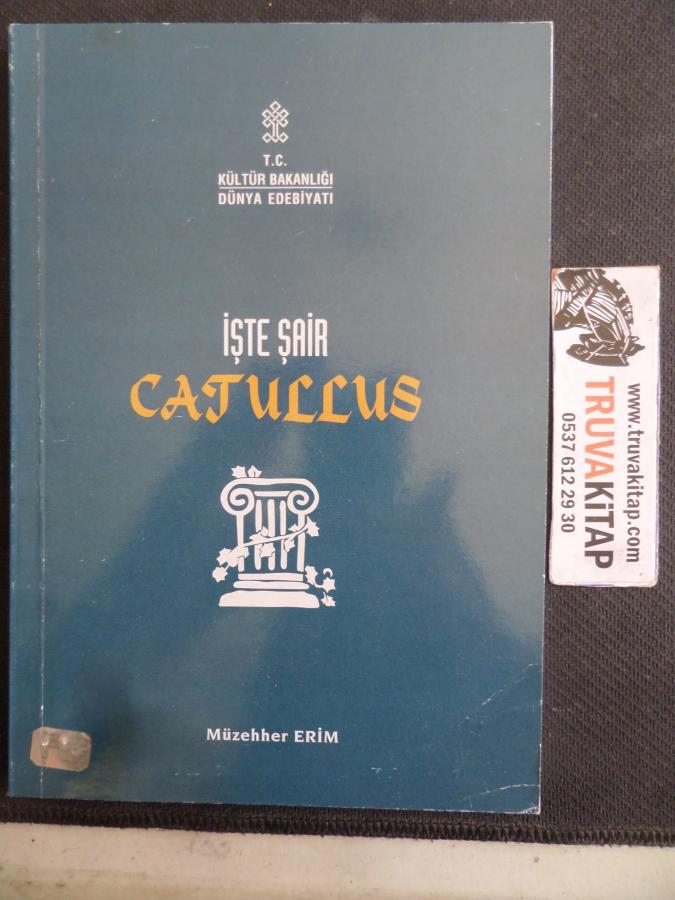 T.C.
KÜLTÜR BAKANLIĞI
DÜNYA EDEBİYATI
İŞTE ŞAİR
CATULLUS
Müzehher ERİM
www.truvakitap.com
TRUVAKİTAP
0537 612 29 30